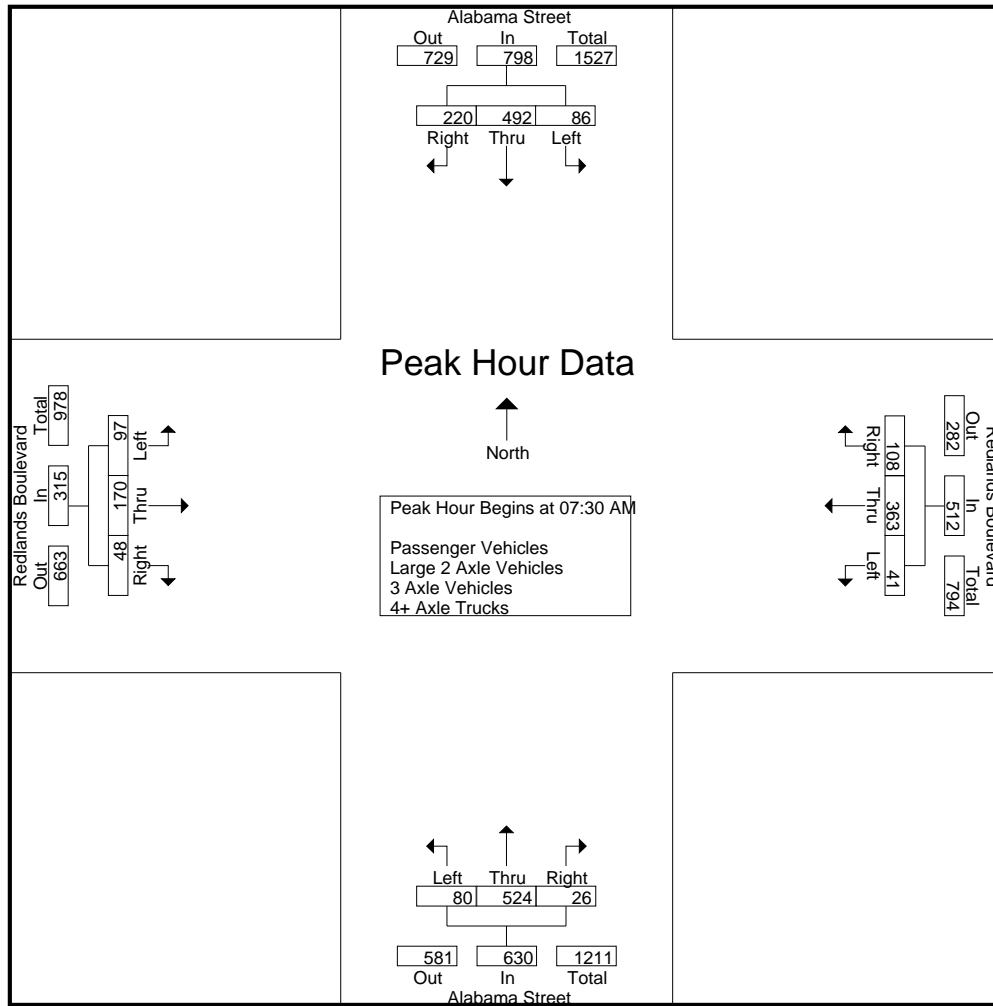 Alabama Street
Out In Total
729 798 1527
220 492 86
Right Thru Left
Peak Hour Data
North
Peak Hour Begins at 07:30 AM
Passenger Vehicles
Large 2 Axle Vehicles
3 Axle Vehicles
4+ Axle Trucks
Redlands Boulevard
Out In Total
663 315 978
97 170 48
Left Thru Right
Redlands Boulevard
Out In Total
282 512 794
108 363 41
Right Thru Left
Left Thru Right
80 524 26
581 630 1211
Out In Total
Alabama Street